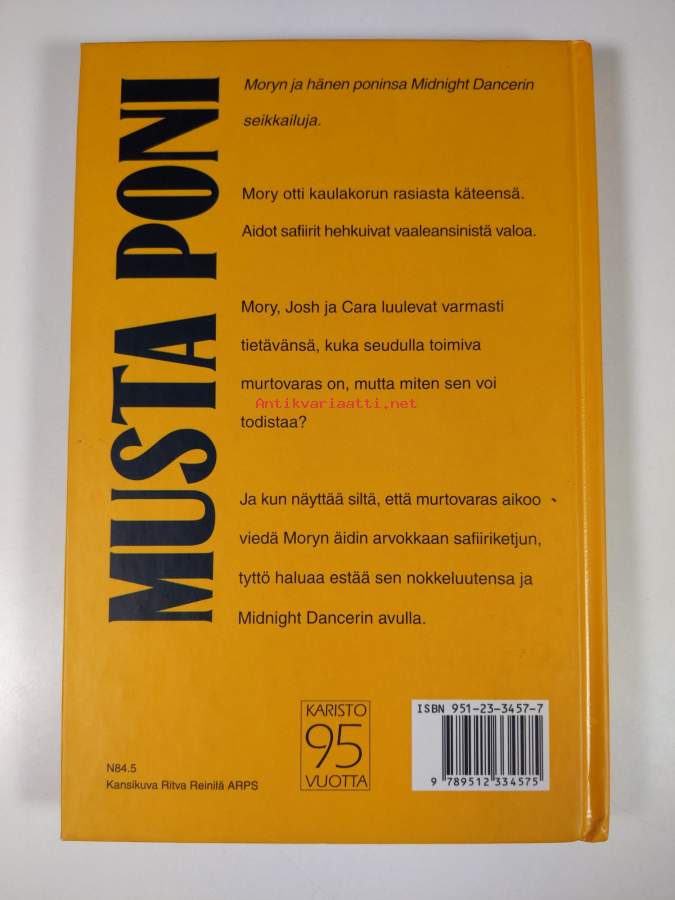 MUSTA PONI
Moryn ja hänen poninsa Midnight Dancerin
seikkailuja.
Mory otti kaulakorun rasiasta käteensä.
Aidot safiirit hehkuivat vaaleansinistä valoa.
Mory, Josh ja Cara luulevat varmasti
tietävänsä, kuka seudulla toimiva
murtovaras on, mutta miten sen voi
Antikvariaatti.net
todistaa?
Ja kun näyttää siltä, että murtovaras aikoo
viedä Moryn äidin arvokkaan safiiriketjun,
tyttö haluaa estää sen nokkeluutensa ja
Midnight Dancerin avulla.
N84.5
Kansikuva Ritva Reinilä ARPS
KARISTO
95
VUOTTA
ISBN 951-23-3457-7
9 789512 334575